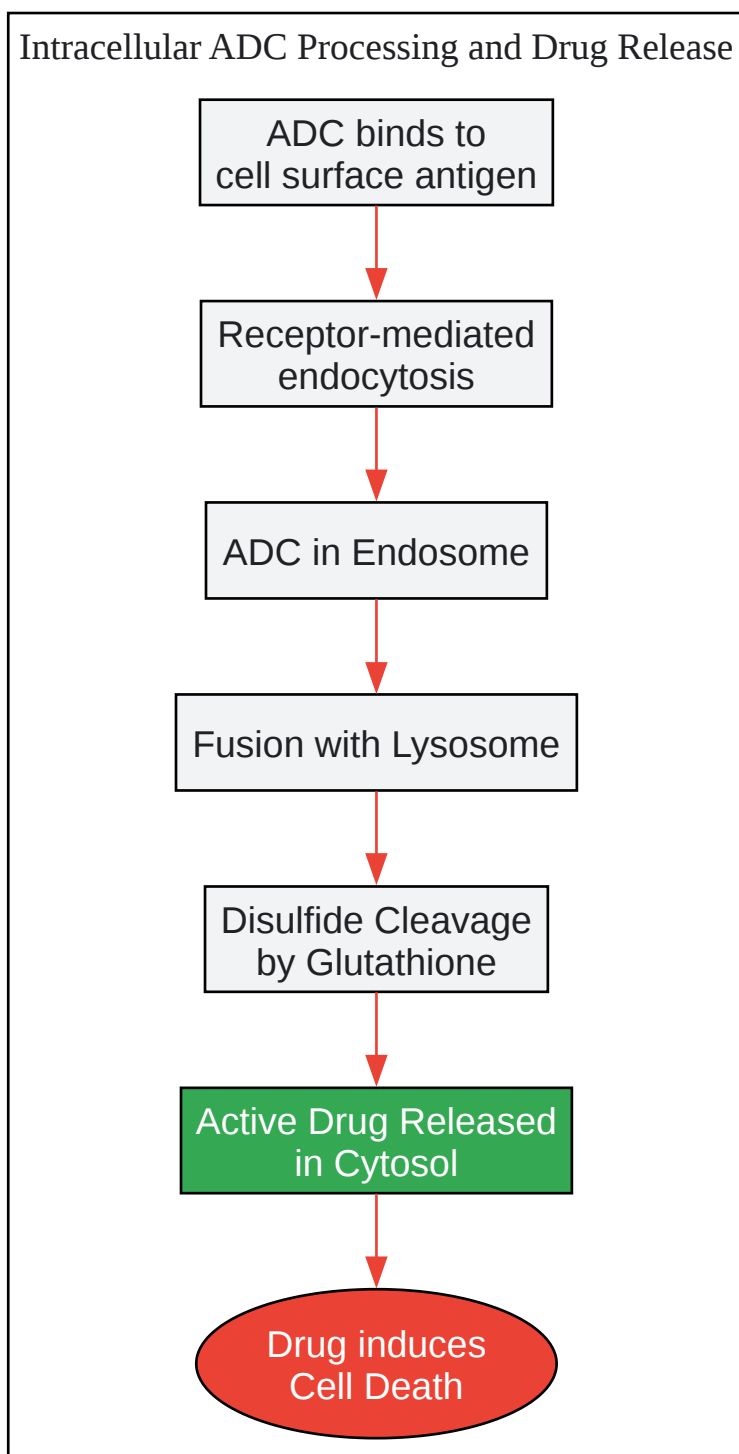 Intracellular ADC Processing and Drug Release
ADC binds to
cell surface antigen
Receptor-mediated
endocytosis
ADC in Endosome
Fusion with Lysosome
Disulfide Cleavage
by Glutathione
Active Drug Released
in Cytosol
Drug induces
Cell Death